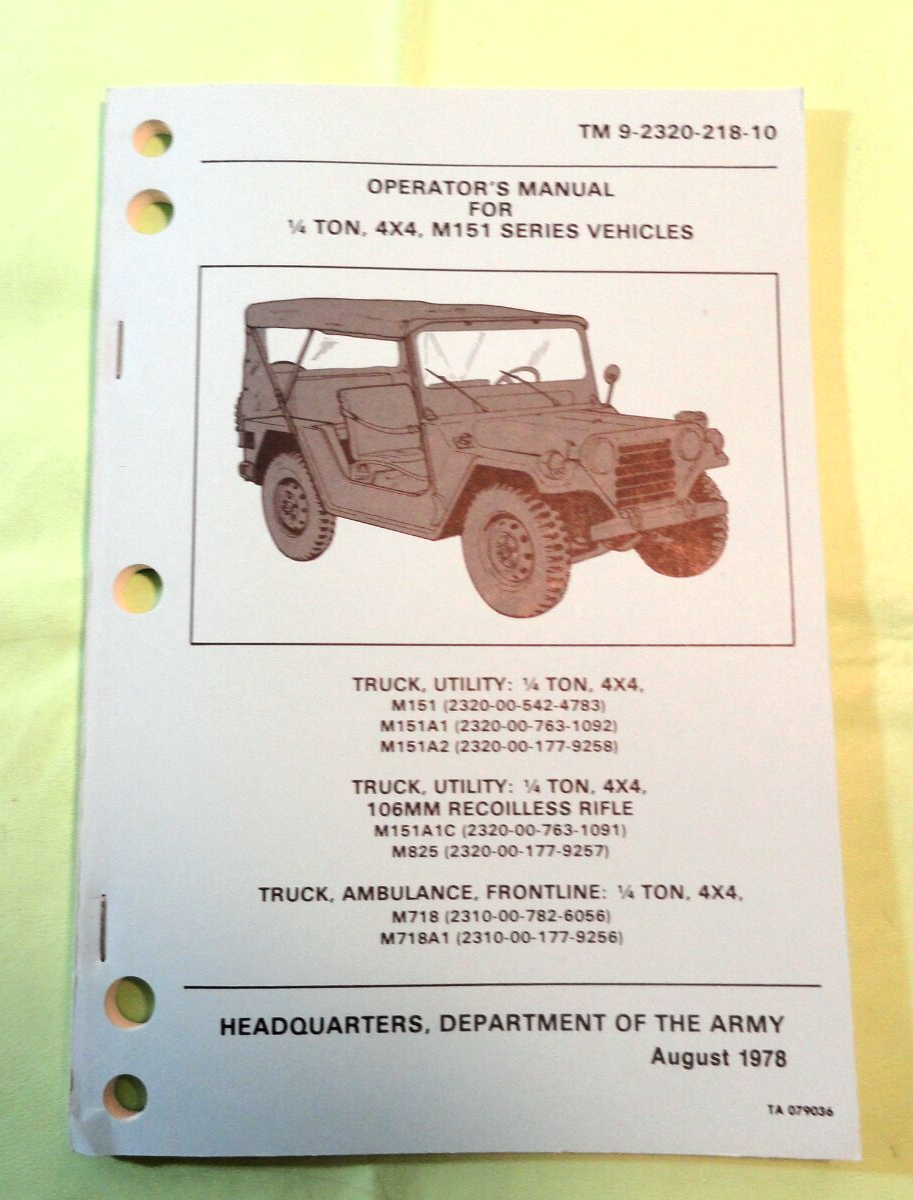 TM 9-2320-218-10
OPERATOR'S MANUAL
FOR
¼ TON, 4X4, M151 SERIES VEHICLES
TRUCK, UTILITY: ¼ TON, 4X4,
M151 (2320-00-542-4783)
M151A1 (2320-00-763-1092)
M151A2 (2320-00-177-9258)
TRUCK, UTILITY: ¼ TON, 4X4,
106MM RECOILLESS RIFLE
M151A1C (2320-00-763-1091)
M825 (2320-00-177-9257)
TRUCK, AMBULANCE, FRONTLINE: ¼ TON, 4X4,
M718 (2310-00-782-6056)
M718A1 (2310-00-177-9256)
HEADQUARTERS, DEPARTMENT OF THE ARMY
August 1978
TA 079036